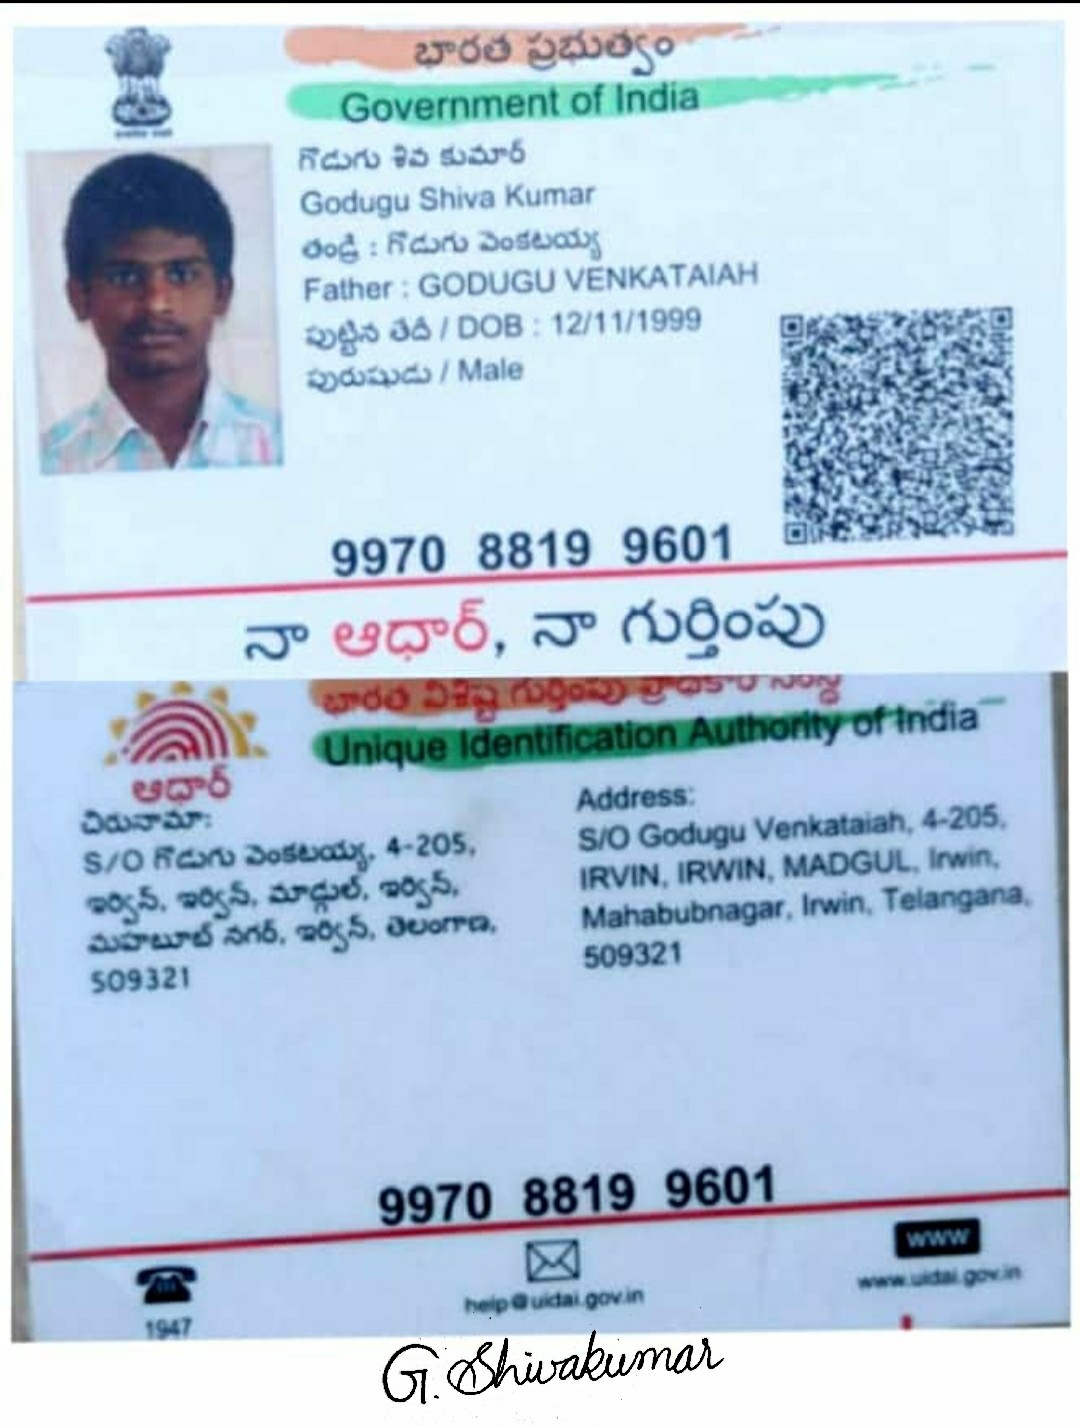 భారత ప్రభుత్వం
Government of India
గొడుగు శివ కుమార్
Godugu Shiva Kumar
తండ్రి : గొడుగు వెంకటయ్య
Father : GODUGU VENKATAIAH
పుట్టిన తేదీ / DOB : 12/11/1999
పురుషుడు / Male
9970 8819 9601
నా ఆధార్, నా గుర్తింపు
భారత విశిష్ట గుర్తింపు ప్రాధికార సంస్థ
Unique Identification Authority of India
ఆధార్
చిరునామా:
S/O గొడుగు వెంకటయ్య, 4-205,
ఇర్విన్, ఇర్విన్, మాడ్గుల్, ఇర్విన్,
మహబూబ్ నగర్, ఇర్విన్, తెలంగాణ,
509321
Address:
S/O Godugu Venkataiah, 4-205,
IRVIN, IRWIN, MADGUL, Irwin,
Mahabubnagar, Irwin, Telangana,
509321
9970 8819 9601
1947
help@uidai.gov.in
www
www.uidai.gov.in
G. Shivakumar